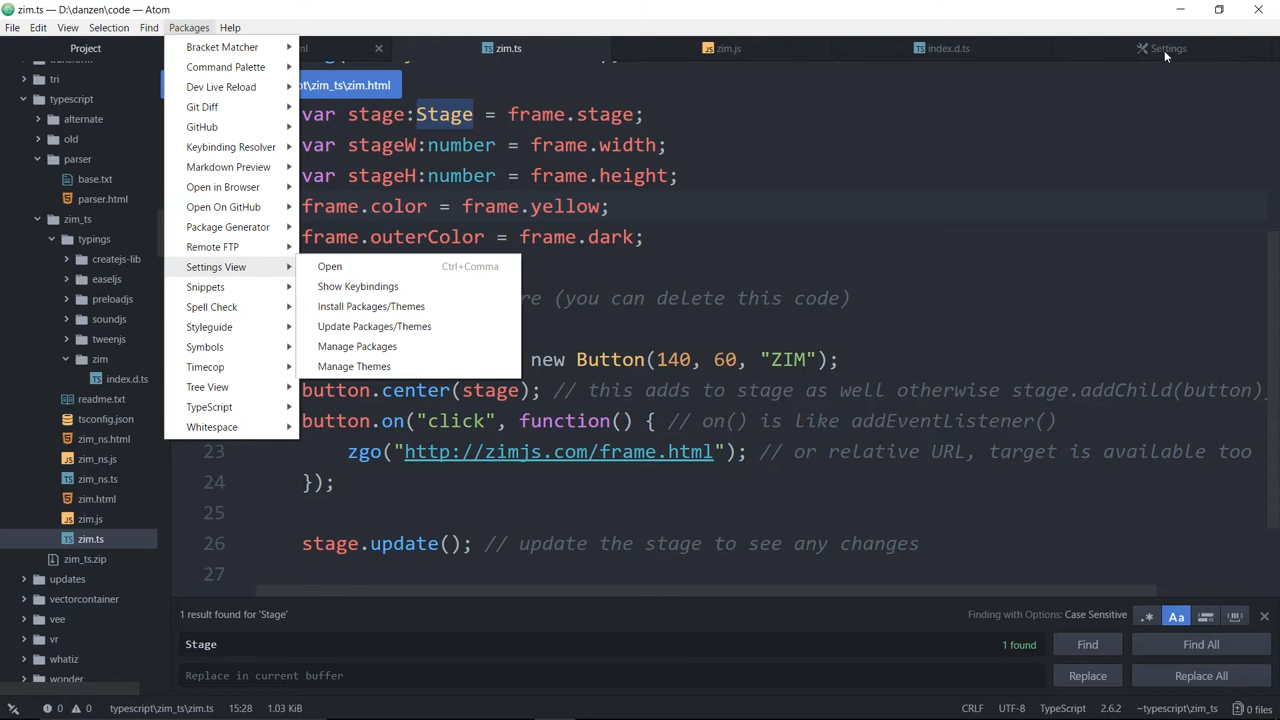 zim.ts — D:\danzen\code — Atom
File Edit View Selection Find Packages Help
Project
zim.ts
zim.js
index.d.ts
Settings
tri
typescript
alternate
old
parser
base.txt
parser.html
zim_ts
typings
createjs-lib
easeljs
preloadjs
soundjs
tweenjs
zim
index.d.ts
readme.txt
tsconfig.json
zim_ns.html
zim_ns.js
zim_ns.ts
zim.html
zim.js
zim.ts
zim_ts.zip
updates
vectorcontainer
vee
vr
whatiz
wonder
Bracket Matcher
Command Palette
Dev Live Reload
Git Diff
GitHub
Keybinding Resolver
Markdown Preview
Open in Browser
Open On GitHub
Package Generator
Remote FTP
Settings View
Snippets
Spell Check
Styleguide
Symbols
Timecop
Tree View
TypeScript
Whitespace
Open Ctrl+Comma
Show Keybindings
Install Packages/Themes
Update Packages/Themes
Manage Packages
Manage Themes
\zim_ts\zim.html
var stage:Stage = frame.stage;
var stageW:number = frame.width;
var stageH:number = frame.height;
frame.color = frame.yellow;
frame.outerColor = frame.dark;
(you can delete this code)
new Button(140, 60, "ZIM");
button.center(stage); // this adds to stage as well otherwise stage.addChild(button)
button.on("click", function() { // on() is like addEventListener()
23 zgo("http://zimjs.com/frame.html"); // or relative URL, target is available too
24 });
25
26 stage.update(); // update the stage to see any changes
27
1 result found for 'Stage'
Finding with Options: Case Sensitive
.* Aa
Stage
1 found
Find
Find All
Replace in current buffer
Replace
Replace All
0 0 typescript\zim_ts\zim.ts 15:28 1.03 KiB
CRLF UTF-8 TypeScript 2.6.2 ~typescript\zim_ts 0 files